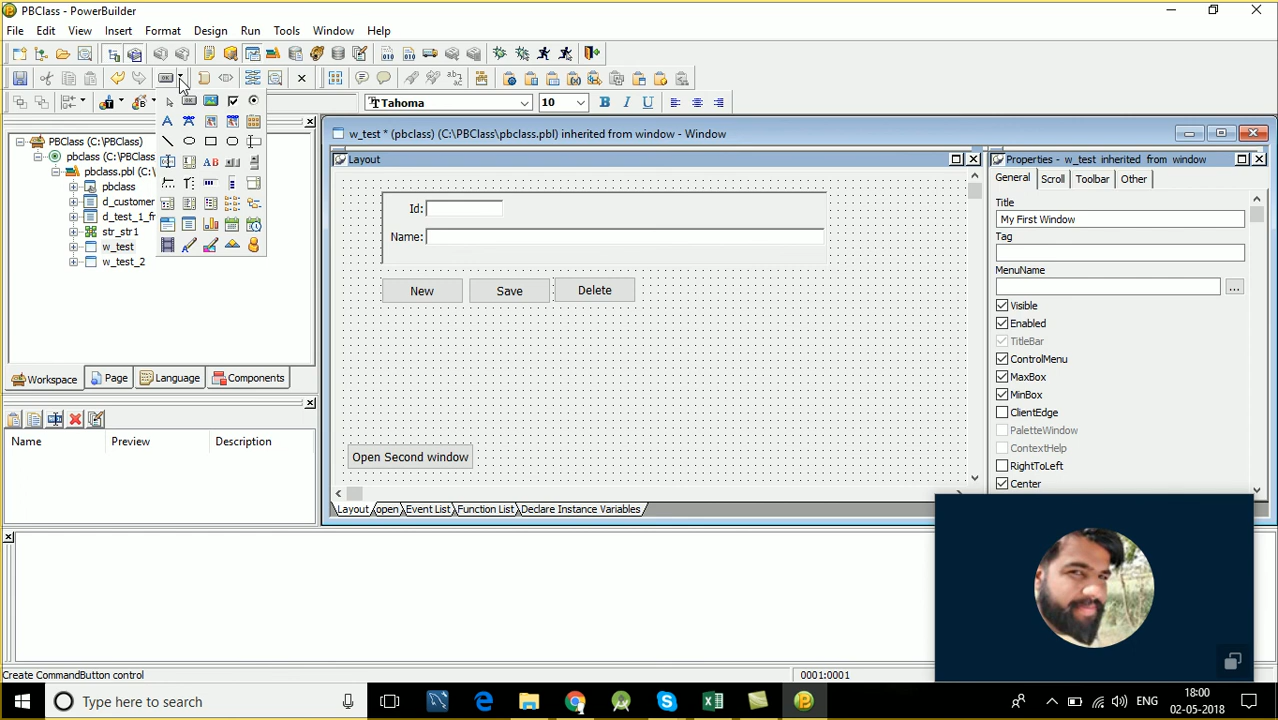 PBClass - PowerBuilder
File Edit View Insert Format Design Run Tools Window Help
OK
Tahoma 10 B I U
PBClass (C:\PBClass)
pbclass (C:\PBClass
pbclass.pbl (C:\
pbclass
d_customer
d_test_1_fr
str_str1
w_test
w_test_2
Workspace Page Language Components
Name Preview Description
w_test * (pbclass) (C:\PBClass\pbclass.pbl) inherited from window - Window
Layout
Id:
Name:
New Save Delete
Open Second window
Layout open Event List Function List Declare Instance Variables
Properties - w_test inherited from window
General Scroll Toolbar Other
Title
My First Window
Tag
MenuName
...
Visible
Enabled
TitleBar
ControlMenu
MaxBox
MinBox
ClientEdge
PaletteWindow
ContextHelp
RightToLeft
Center
Create CommandButton control
0001:0001
Type here to search
ENG
18:00
02-05-2018